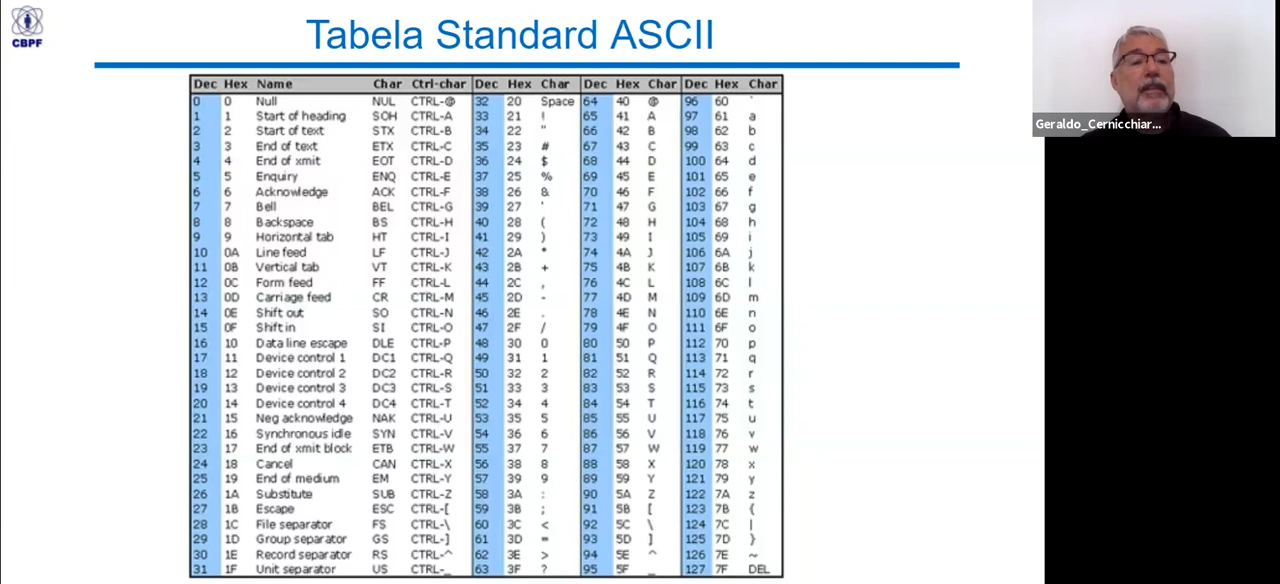 CBPF
Tabela Standard ASCII
Geraldo_Cernicchiar...
Dec Hex Name Char Ctrl-char Dec Hex Char Dec Hex Char Dec Hex Char
0 0 Null NUL CTRL-@ 32 20 Space 64 40 @ 96 60 `
1 1 Start of heading SOH CTRL-A 33 21 ! 65 41 A 97 61 a
2 2 Start of text STX CTRL-B 34 22 " 66 42 B 98 62 b
3 3 End of text ETX CTRL-C 35 23 # 67 43 C 99 63 c
4 4 End of xmit EOT CTRL-D 36 24 $ 68 44 D 100 64 d
5 5 Enquiry ENQ CTRL-E 37 25 % 69 45 E 101 65 e
6 6 Acknowledge ACK CTRL-F 38 26 & 70 46 F 102 66 f
7 7 Bell BEL CTRL-G 39 27 ' 71 47 G 103 67 g
8 8 Backspace BS CTRL-H 40 28 ( 72 48 H 104 68 h
9 9 Horizontal tab HT CTRL-I 41 29 ) 73 49 I 105 69 i
10 0A Line feed LF CTRL-J 42 2A * 74 4A J 106 6A j
11 0B Vertical tab VT CTRL-K 43 2B + 75 4B K 107 6B k
12 0C Form feed FF CTRL-L 44 2C , 76 4C L 108 6C l
13 0D Carriage feed CR CTRL-M 45 2D - 77 4D M 109 6D m
14 0E Shift out SO CTRL-N 46 2E . 78 4E N 110 6E n
15 0F Shift in SI CTRL-O 47 2F / 79 4F O 111 6F o
16 10 Data line escape DLE CTRL-P 48 30 0 80 50 P 112 70 p
17 11 Device control 1 DC1 CTRL-Q 49 31 1 81 51 Q 113 71 q
18 12 Device control 2 DC2 CTRL-R 50 32 2 82 52 R 114 72 r
19 13 Device control 3 DC3 CTRL-S 51 33 3 83 53 S 115 73 s
20 14 Device control 4 DC4 CTRL-T 52 34 4 84 54 T 116 74 t
21 15 Neg acknowledge NAK CTRL-U 53 35 5 85 55 U 117 75 u
22 16 Synchronous idle SYN CTRL-V 54 36 6 86 56 V 118 76 v
23 17 End of xmit block ETB CTRL-W 55 37 7 87 57 W 119 77 w
24 18 Cancel CAN CTRL-X 56 38 8 88 58 X 120 78 x
25 19 End of medium EM CTRL-Y 57 39 9 89 59 Y 121 79 y
26 1A Substitute SUB CTRL-Z 58 3A : 90 5A Z 122 7A z
27 1B Escape ESC CTRL-[ 59 3B ; 91 5B [ 123 7B {
28 1C File separator FS CTRL-\ 60 3C < 92 5C \ 124 7C |
29 1D Group separator GS CTRL-] 61 3D = 93 5D ] 125 7D }
30 1E Record separator RS CTRL-^ 62 3E > 94 5E ^ 126 7E ~
31 1F Unit separator US CTRL-_ 63 3F ? 95 5F _ 127 7F DEL